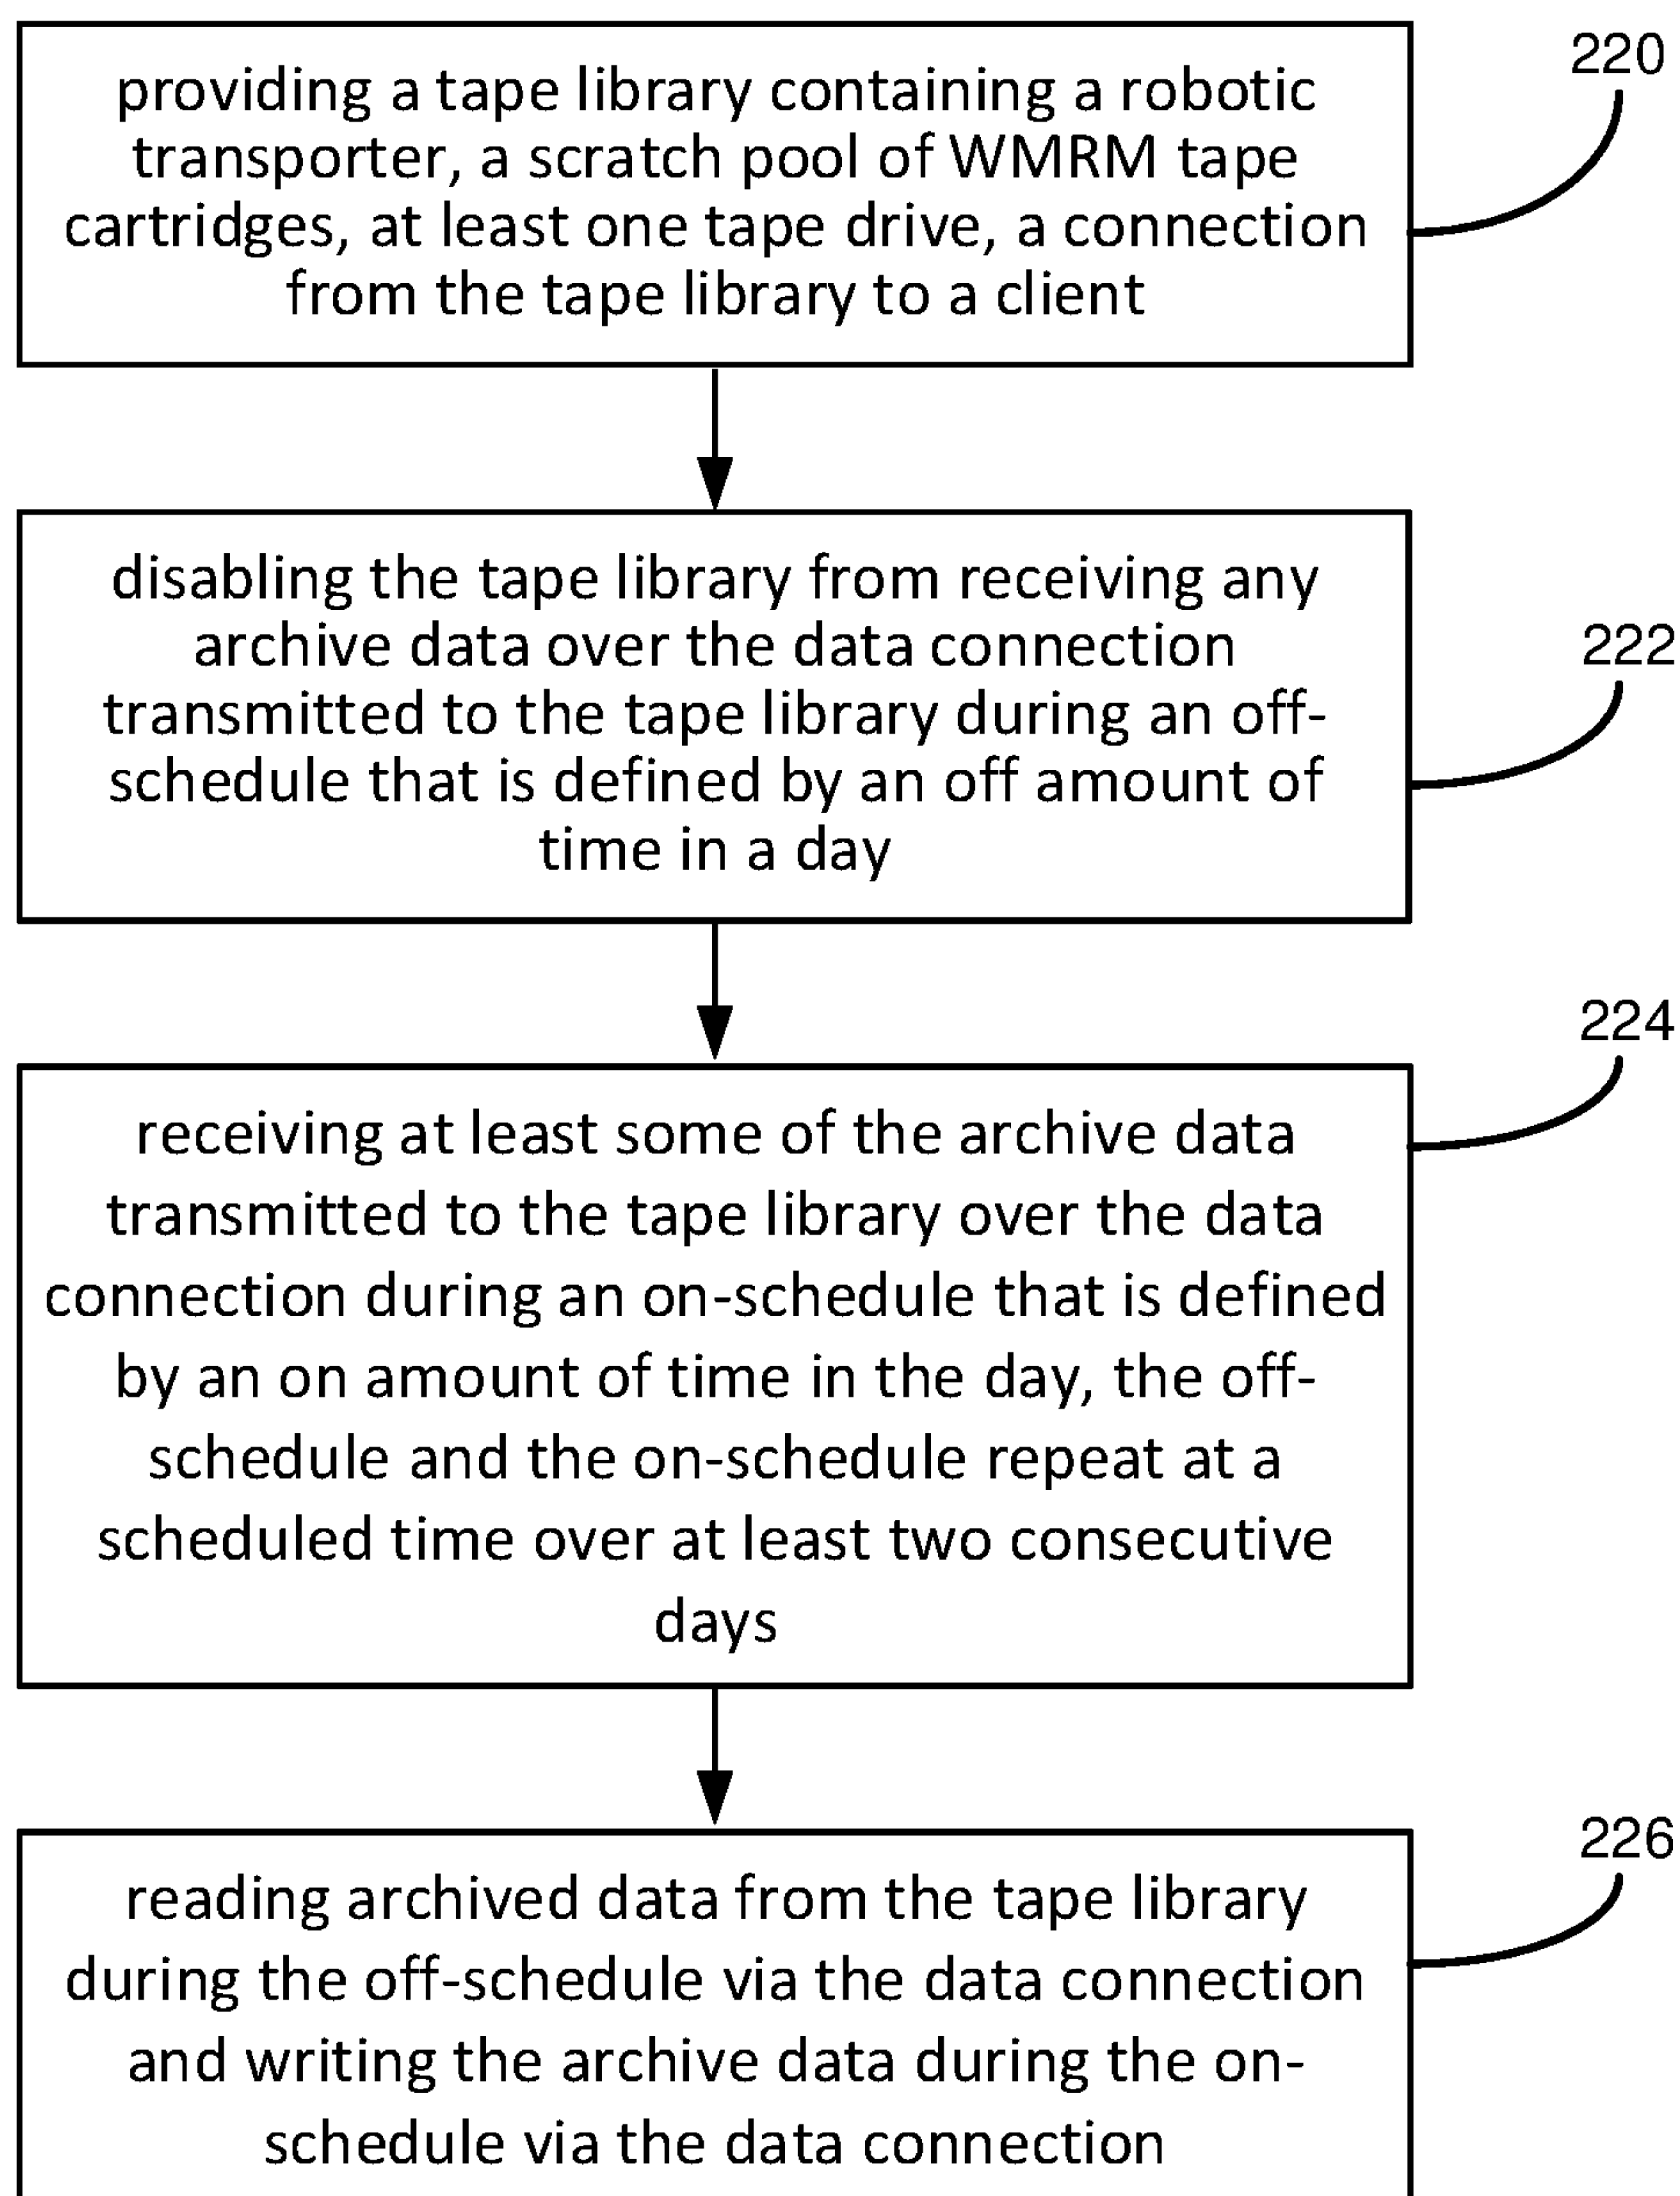 providing a tape library containing a robotic
transporter, a scratch pool of WMRM tape
cartridges, at least one tape drive, a connection
from the tape library to a client
220
disabling the tape library from receiving any
archive data over the data connection
transmitted to the tape library during an off-
schedule that is defined by an off amount of
time in a day
222
receiving at least some of the archive data
transmitted to the tape library over the data
connection during an on-schedule that is defined
by an on amount of time in the day, the off-
schedule and the on-schedule repeat at a
scheduled time over at least two consecutive
days
224
reading archived data from the tape library
during the off-schedule via the data connection
and writing the archive data during the on-
schedule via the data connection
226